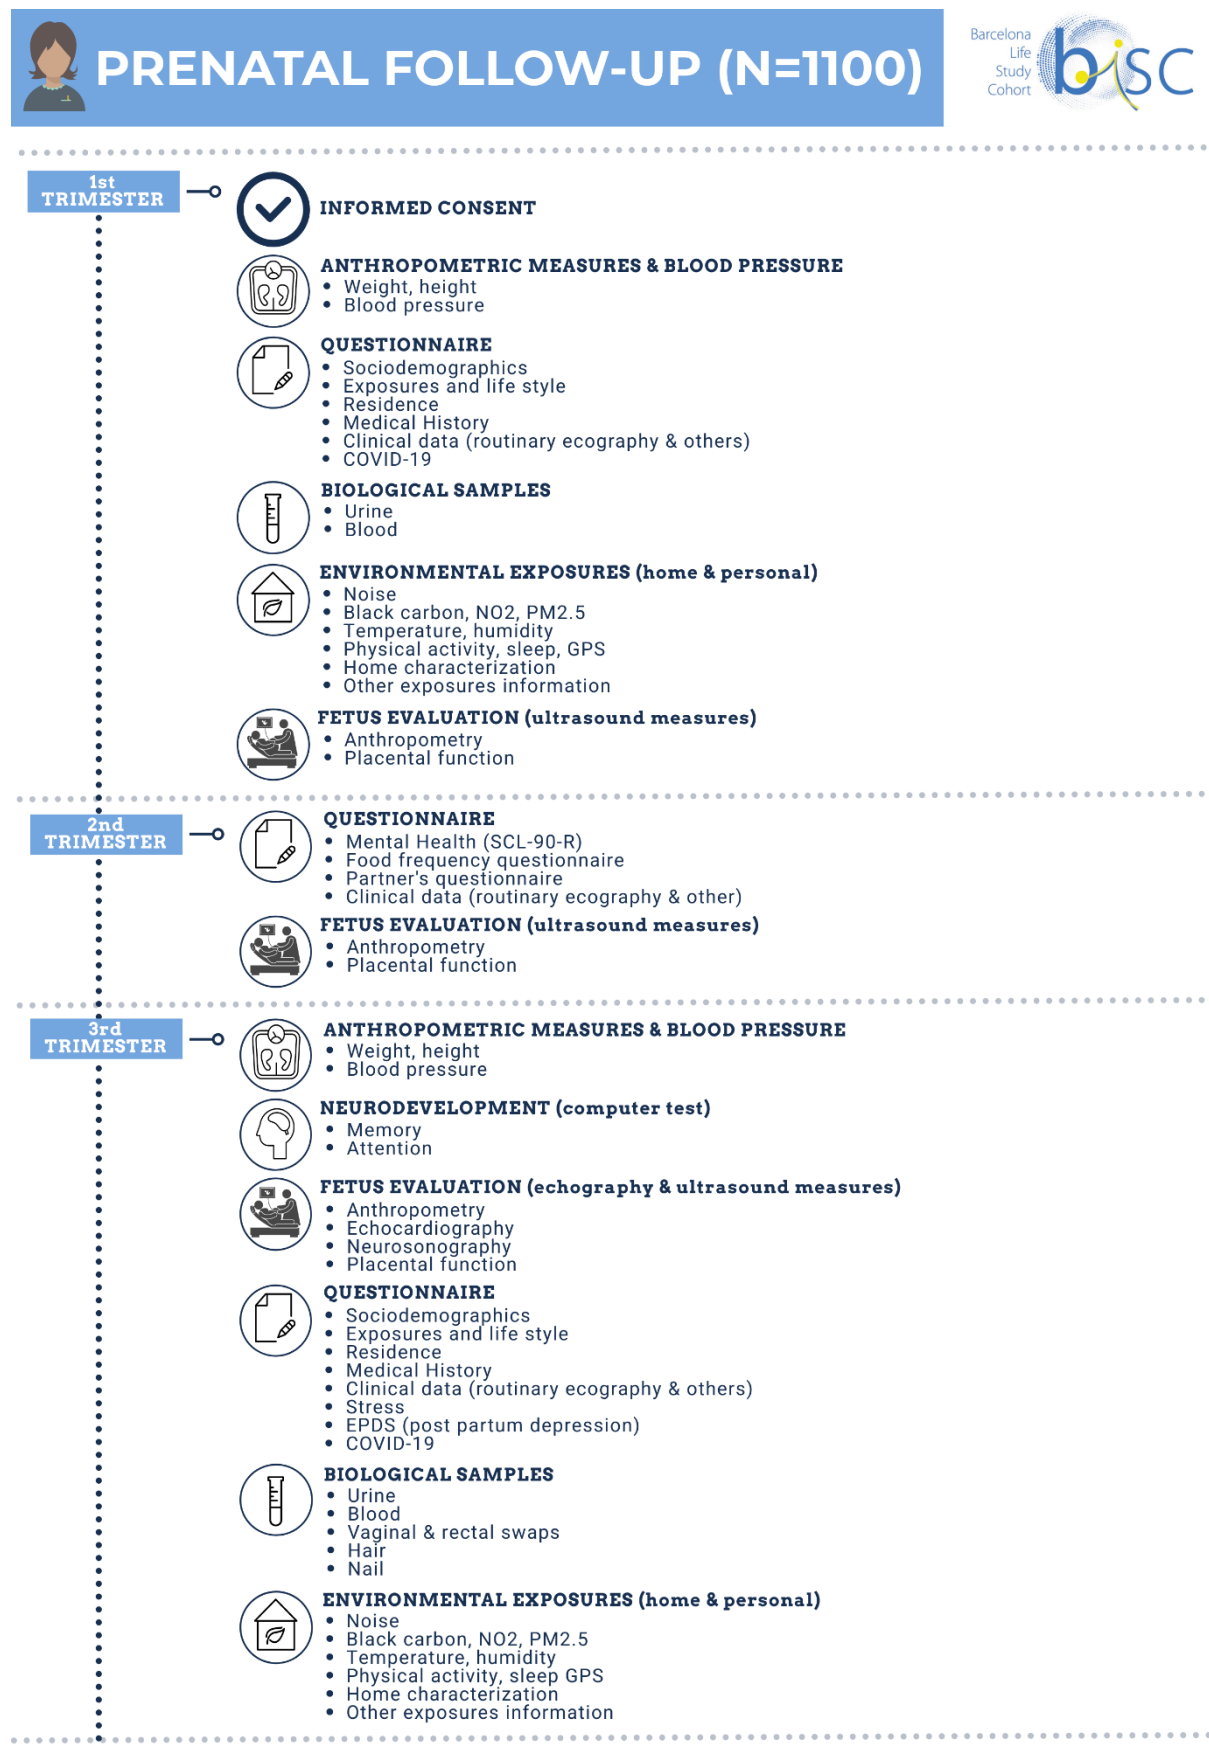 PRENATAL FOLLOW-UP (N=1100)
Barcelona
Life
Study
Cohort
bisc
1st
TRIMESTER
INFORMED CONSENT
ANTHROPOMETRIC MEASURES & BLOOD PRESSURE
• Weight, height
• Blood pressure
QUESTIONNAIRE
• Sociodemographics
• Exposures and life style
• Residence
• Medical History
• Clinical data (routinary ecography & others)
• COVID-19
BIOLOGICAL SAMPLES
• Urine
• Blood
ENVIRONMENTAL EXPOSURES (home & personal)
• Noise
• Black carbon, NO2, PM2.5
• Temperature, humidity
• Physical activity, sleep, GPS
• Home characterization
• Other exposures information
FETUS EVALUATION (ultrasound measures)
• Anthropometry
• Placental function
2nd
TRIMESTER
QUESTIONNAIRE
• Mental Health (SCL-90-R)
• Food frequency questionnaire
• Partner's questionnaire
• Clinical data (routinary ecography & other)
FETUS EVALUATION (ultrasound measures)
• Anthropometry
• Placental function
3rd
TRIMESTER
ANTHROPOMETRIC MEASURES & BLOOD PRESSURE
• Weight, height
• Blood pressure
NEURODEVELOPMENT (computer test)
• Memory
• Attention
FETUS EVALUATION (echography & ultrasound measures)
• Anthropometry
• Echocardiography
• Neurosonography
• Placental function
QUESTIONNAIRE
• Sociodemographics
• Exposures and life style
• Residence
• Medical History
• Clinical data (routinary ecography & others)
• Stress
• EPDS (post partum depression)
• COVID-19
BIOLOGICAL SAMPLES
• Urine
• Blood
• Vaginal & rectal swaps
• Hair
• Nail
ENVIRONMENTAL EXPOSURES (home & personal)
• Noise
• Black carbon, NO2, PM2.5
• Temperature, humidity
• Physical activity, sleep GPS
• Home characterization
• Other exposures information